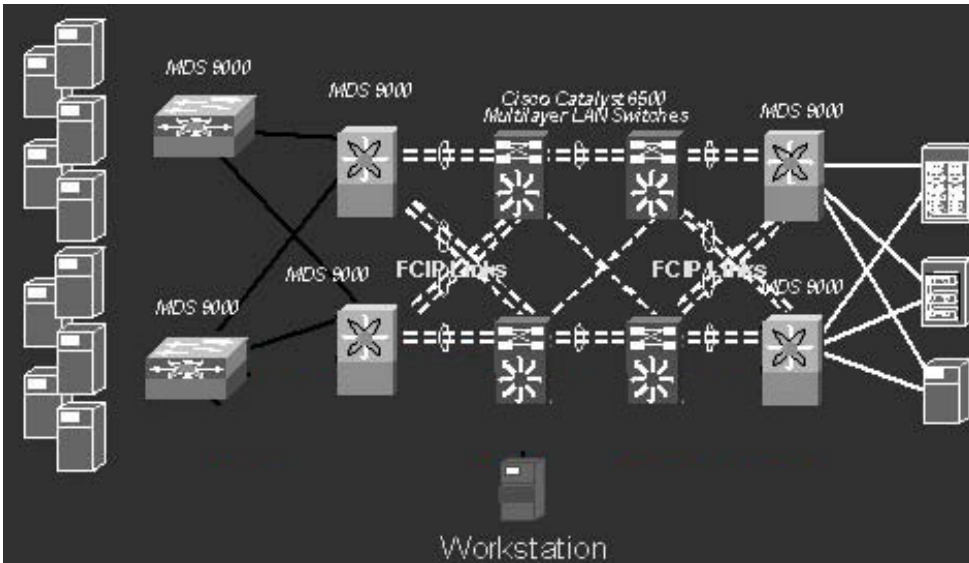 MDS 9000
MDS 9000
Cisco Catalyst 6500
Multilayer LAN Switches
MDS 9000
FCIP Links
FCIP Links
MDS 9000
MDS 9000
MDS 9000
Workstation